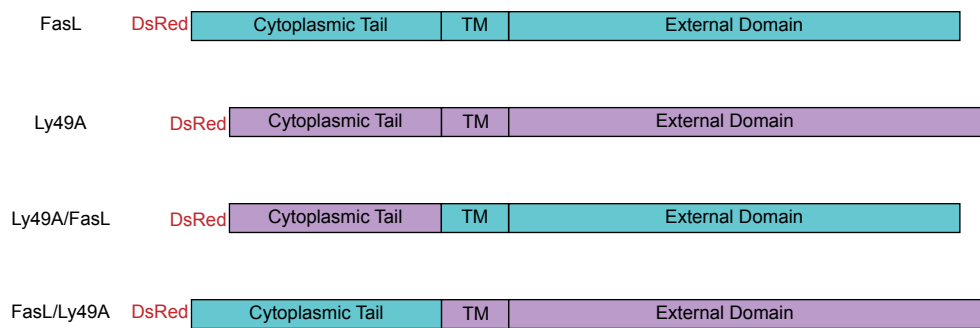 FasL DsRed Cytoplasmic Tail TM External Domain
Ly49A DsRed Cytoplasmic Tail TM External Domain
Ly49A/FasL DsRed Cytoplasmic Tail TM External Domain
FasL/Ly49A DsRed Cytoplasmic Tail TM External Domain